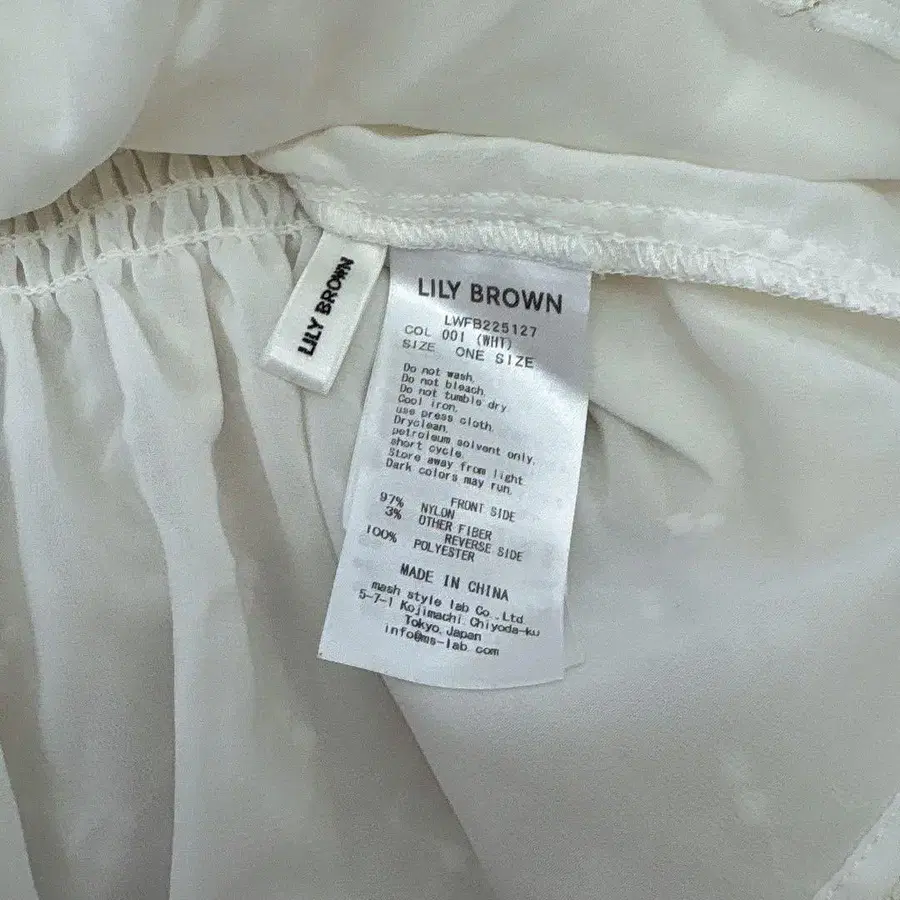 LILY BROWN
LILY BROWN
LWFB225127
COL 001 (WHT)
SIZE ONE SIZE
Do not wash.
Do not bleach.
Do not tumble dry
Cool iron.
use press cloth.
Dryclean.
petroleum solvent only.
short cycle.
Store away from light
Dark colors may run.
FRONT SIDE
97% NYLON
3% OTHER FIBER
REVERSE SIDE
100% POLYESTER
MADE IN CHINA
mash style lab Co.,Ltd
5-7-1 Kojimachi Chiyoda-ku
Tokyo, Japan
info@ms-lab.com